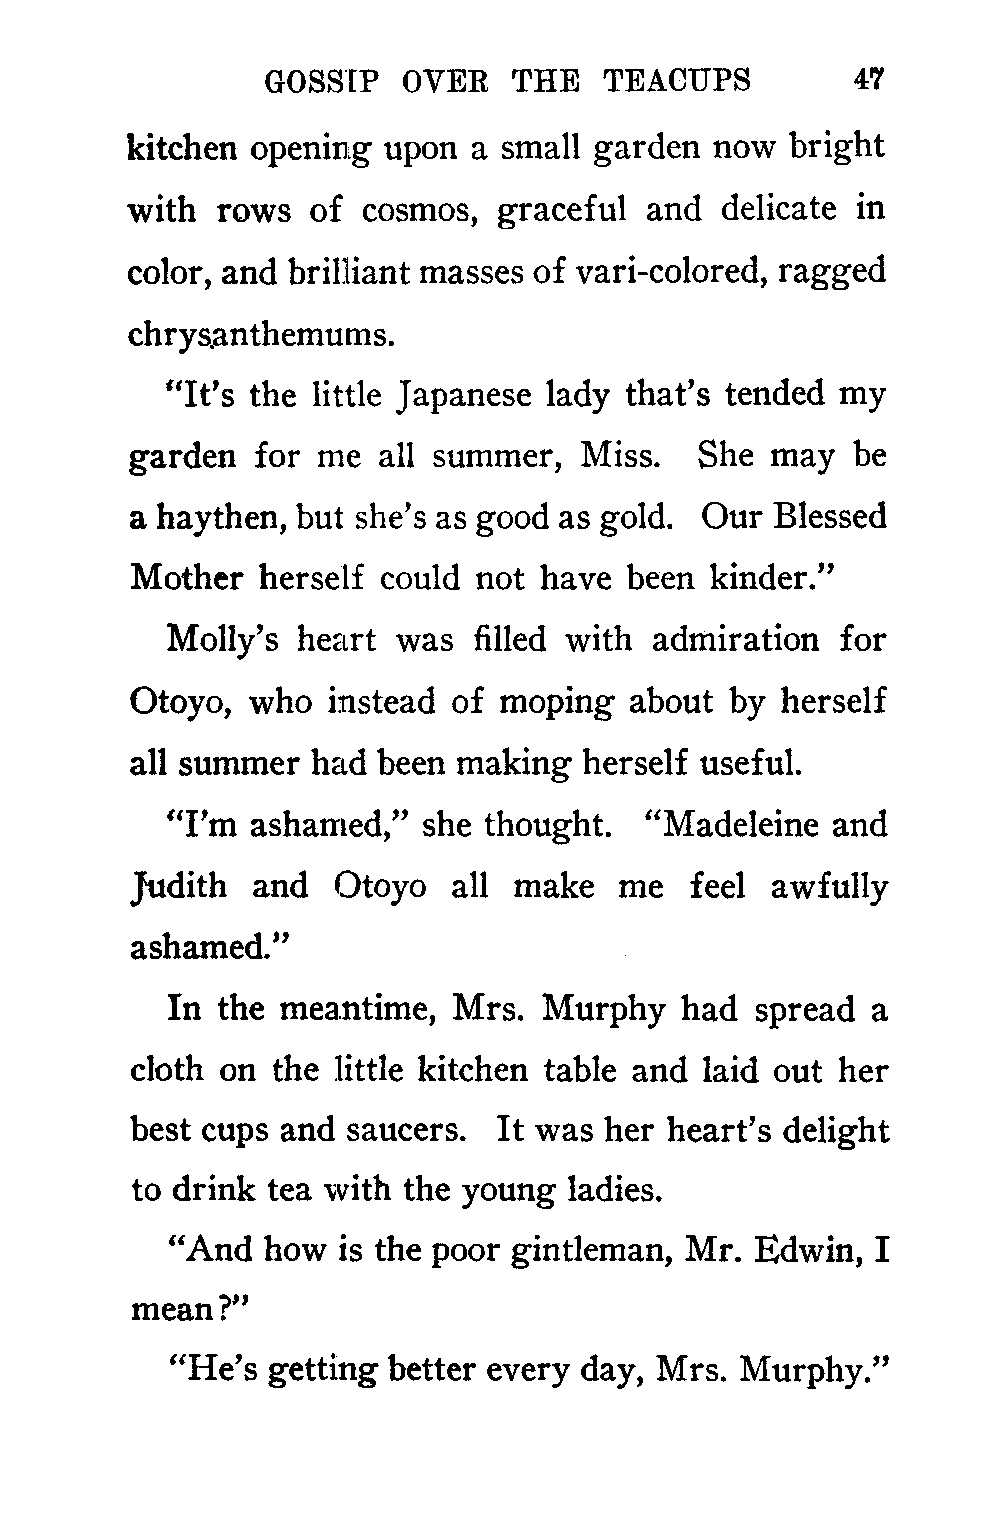 GOSSIP OVER THE TEACUPS 47
kitchen opening upon a small garden now bright
with rows of cosmos, graceful and delicate in
color, and brilliant masses of vari-colored, ragged
chrysanthemums.
"It's the little Japanese lady that's tended my
garden for me all summer, Miss. She may be
a haythen, but she's as good as gold. Our Blessed
Mother herself could not have been kinder."
Molly's heart was filled with admiration for
Otoyo, who instead of moping about by herself
all summer had been making herself useful.
"I'm ashamed," she thought. "Madeleine and
Judith and Otoyo all make me feel awfully
ashamed."
In the meantime, Mrs. Murphy had spread a
cloth on the little kitchen table and laid out her
best cups and saucers. It was her heart's delight
to drink tea with the young ladies.
"And how is the poor gintleman, Mr. Edwin, I
mean?"
"He's getting better every day, Mrs. Murphy."